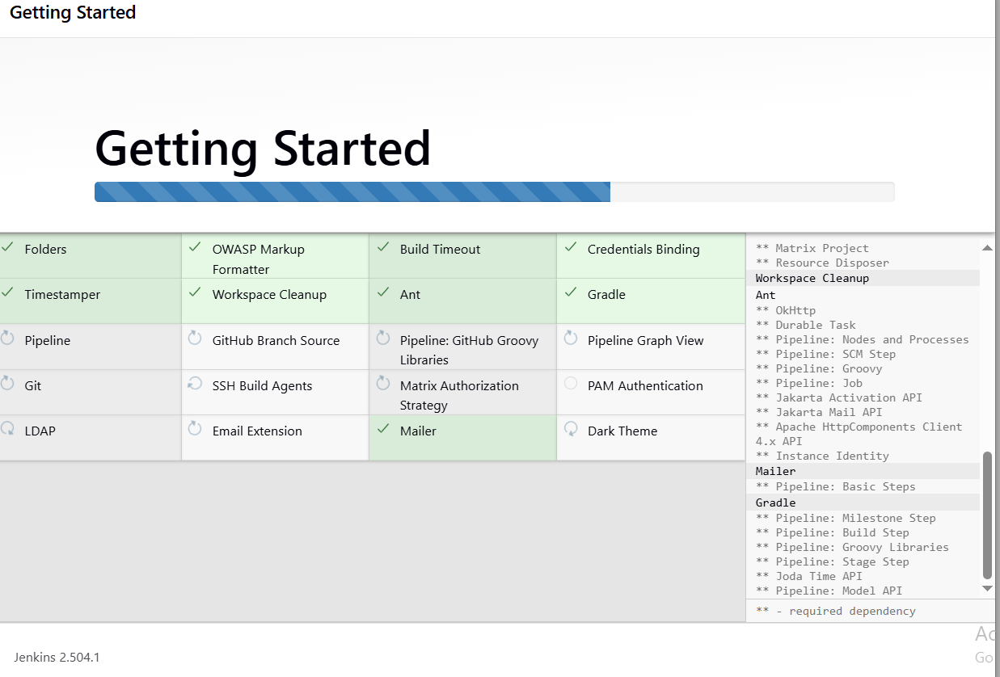 Getting Started
Getting Started
Folders
OWASP Markup
Formatter
Build Timeout
Credentials Binding
Timestamper
Workspace Cleanup
Ant
Gradle
Pipeline
GitHub Branch Source
Pipeline: GitHub Groovy
Libraries
Pipeline Graph View
Git
SSH Build Agents
Matrix Authorization
Strategy
PAM Authentication
LDAP
Email Extension
Mailer
Dark Theme
** Matrix Project
** Resource Disposer
Workspace Cleanup
Ant
** OkHttp
** Durable Task
** Pipeline: Nodes and Processes
** Pipeline: SCM Step
** Pipeline: Groovy
** Pipeline: Job
** Jakarta Activation API
** Jakarta Mail API
** Apache HttpComponents Client
4.x API
** Instance Identity
Mailer
** Pipeline: Basic Steps
Gradle
** Pipeline: Milestone Step
** Pipeline: Build Step
** Pipeline: Groovy Libraries
** Pipeline: Stage Step
** Joda Time API
** Pipeline: Model API
** - required dependency
Jenkins 2.504.1
Go